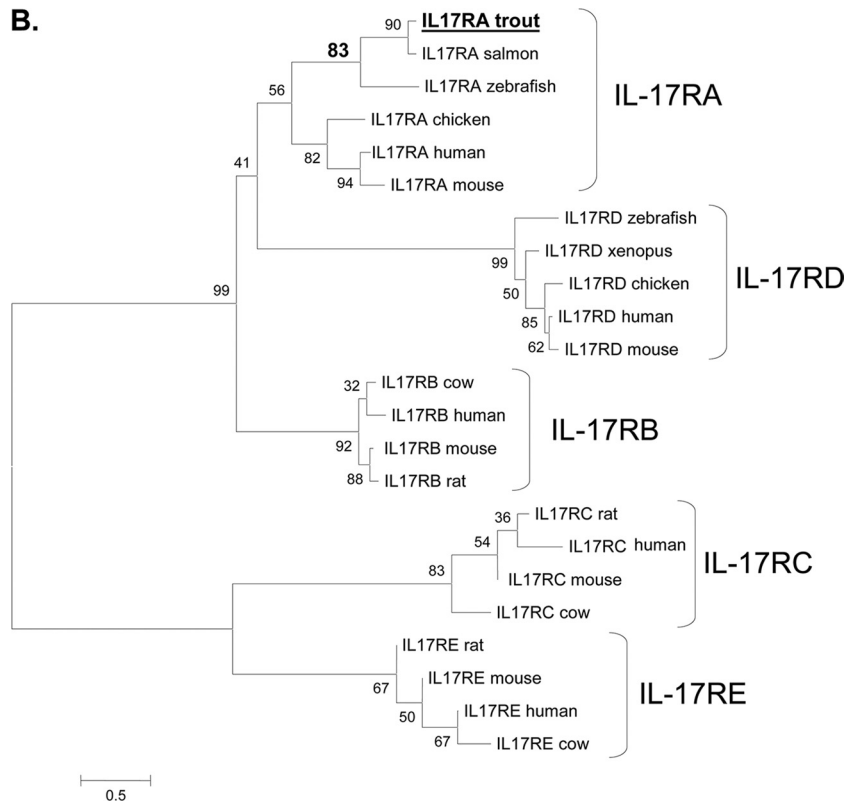 B.
90
IL17RA trout
83
IL17RA salmon
IL17RA zebrafish
56
IL-17RA
IL17RA chicken
82
IL17RA human
41
94
IL17RA mouse
IL17RD zebrafish
99
IL17RD xenopus
50
IL17RD chicken
IL-17RD
85
IL17RD human
62
IL17RD mouse
99
32
IL17RB cow
IL17RB human
IL-17RB
92
IL17RB mouse
88
IL17RB rat
36
IL17RC rat
54
IL17RC human
IL-17RC
83
IL17RC mouse
IL17RC cow
IL17RE rat
67
IL17RE mouse
IL-17RE
50
IL17RE human
67
IL17RE cow
0.5